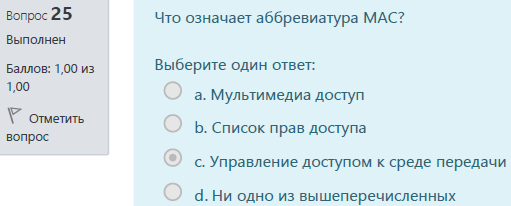 Вопрос 25
Выполнен
Баллов: 1,00 из
1,00
Отметить
вопрос
Что означает аббревиатура MAC?
Выберите один ответ:
a. Мультимедиа доступ
b. Список прав доступа
c. Управление доступом к среде передачи
d. Ни одно из вышеперечисленных